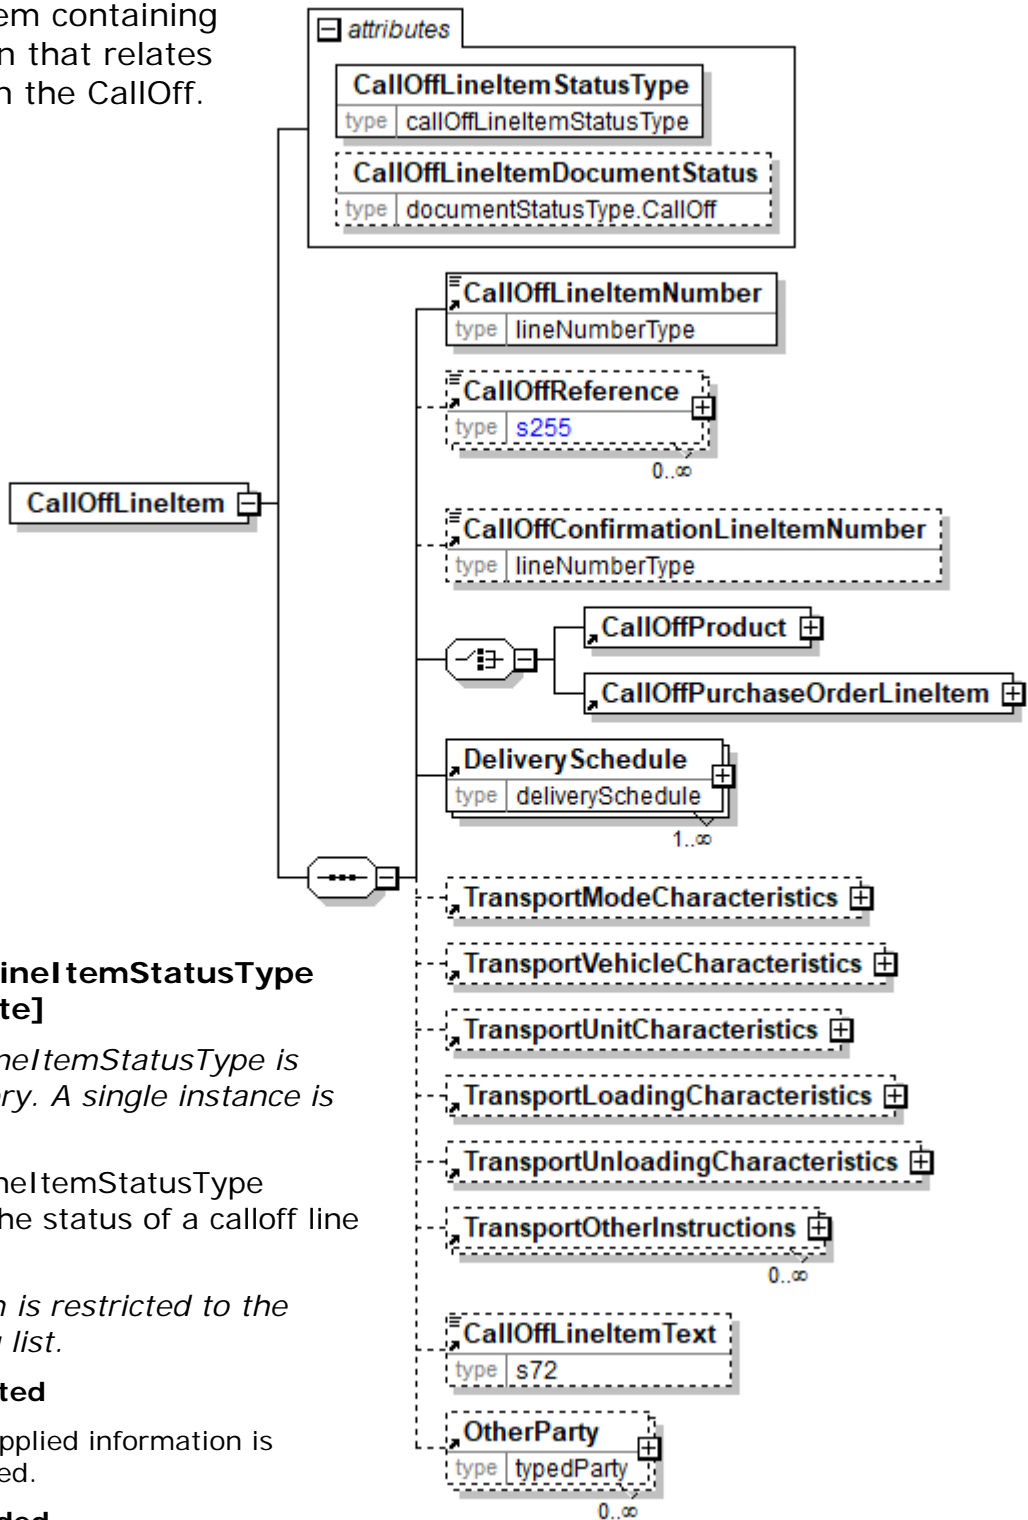 em containing
n that relates
n the CallOff.
attributes
CallOffLineItemStatusType
type callOffLineItemStatusType
CallOffLineItemDocumentStatus
type documentStatusType.CallOff
CallOffLineItemNumber
type lineNumberType
CallOffReference
type s255
0..∞
CallOffLineItem
CallOffConfirmationLineItemNumber
type lineNumberType
CallOffProduct
CallOffPurchaseOrderLineItem
DeliverySchedule
type deliverySchedule
1..∞
TransportModeCharacteristics
TransportVehicleCharacteristics
TransportUnitCharacteristics
TransportLoadingCharacteristics
TransportUnloadingCharacteristics
TransportOtherInstructions
0..∞
CallOffLineItemText
type s72
OtherParty
type typedParty
0..∞
ineItemStatusType
te]
neItemStatusType is
ry. A single instance is
neItemStatusType
he status of a calloff line
n is restricted to the
list.
ted
pplied information is
ed.
ded